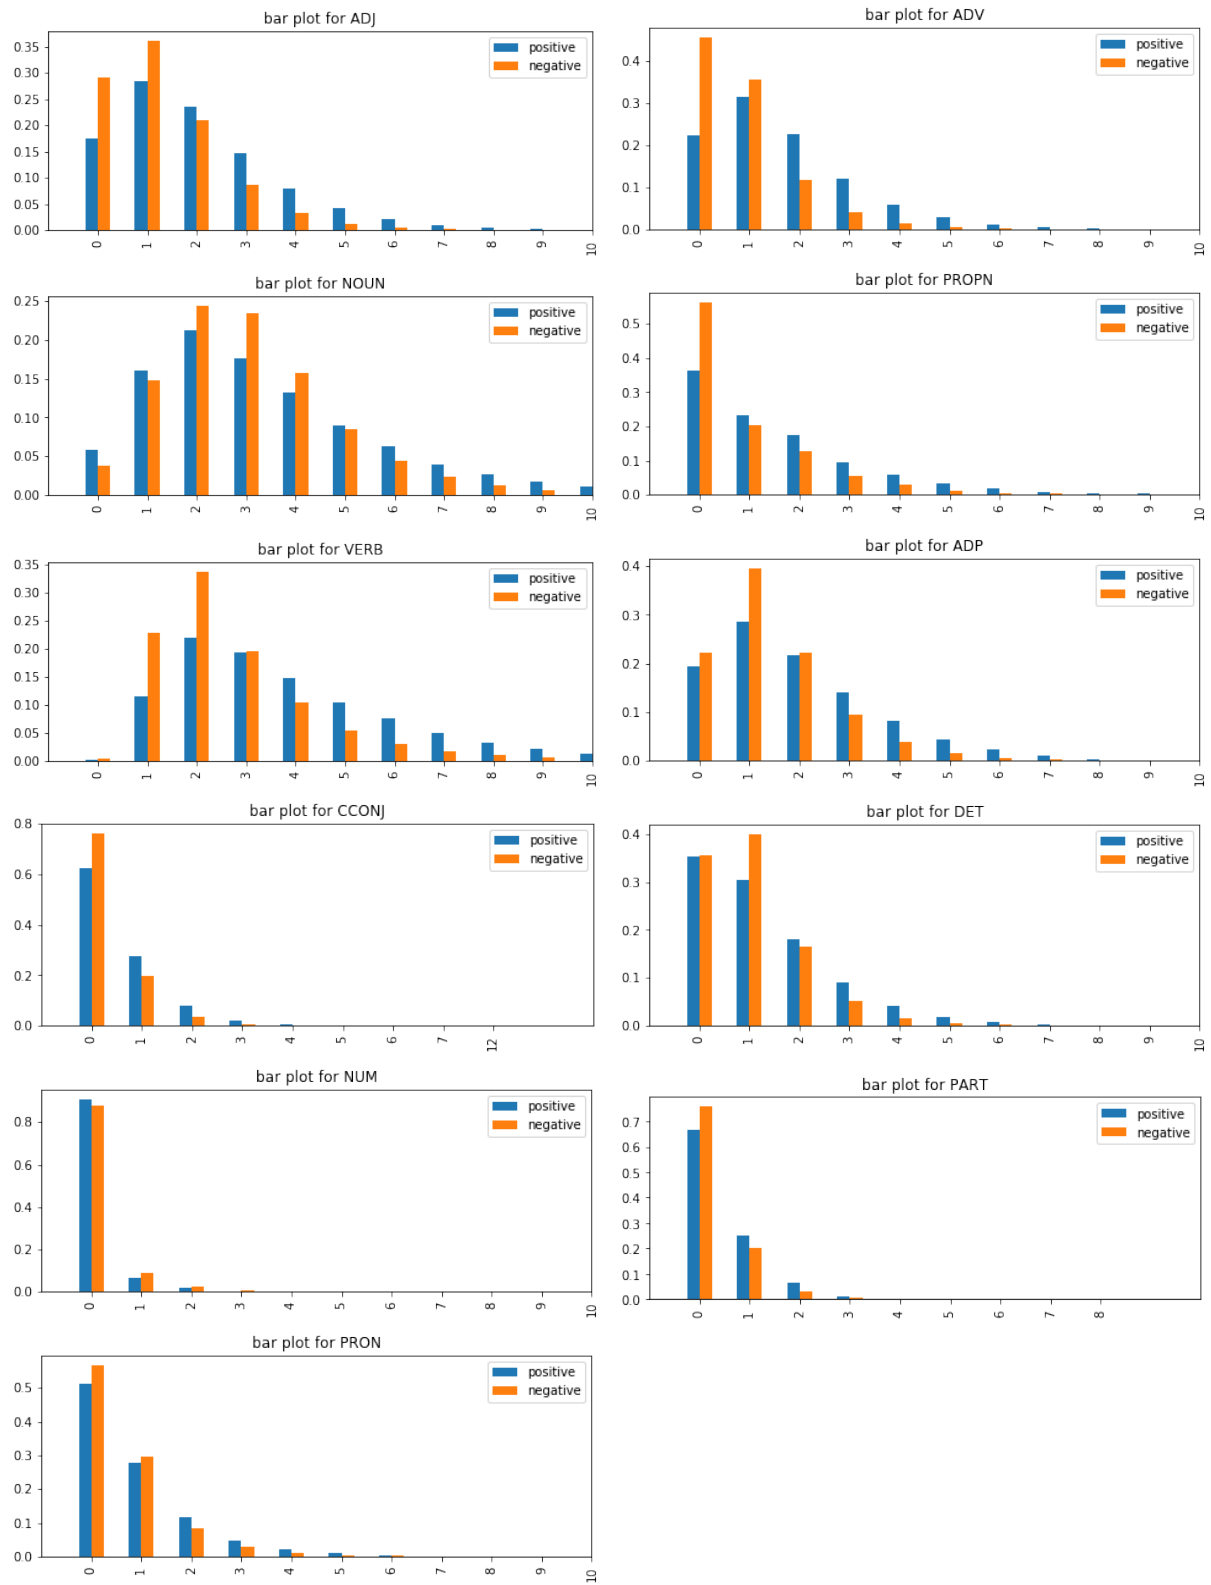 bar plot for ADJ
positive
negative
0.35
0.30
0.25
0.20
0.15
0.10
0.05
0.00
0 1 2 3 4 5 6 7 8 9 10
bar plot for ADV
positive
negative
0.4
0.3
0.2
0.1
0.0
0 1 2 3 4 5 6 7 8 9 10
bar plot for NOUN
positive
negative
0.25
0.20
0.15
0.10
0.05
0.00
0 1 2 3 4 5 6 7 8 9 10
bar plot for PROPN
positive
negative
0.5
0.4
0.3
0.2
0.1
0.0
0 1 2 3 4 5 6 7 8 9 10
bar plot for VERB
positive
negative
0.35
0.30
0.25
0.20
0.15
0.10
0.05
0.00
0 1 2 3 4 5 6 7 8 9 10
bar plot for ADP
positive
negative
0.4
0.3
0.2
0.1
0.0
0 1 2 3 4 5 6 7 8 9 10
bar plot for CCONJ
positive
negative
0.8
0.6
0.4
0.2
0.0
0 1 2 3 4 5 6 7 12
bar plot for DET
positive
negative
0.4
0.3
0.2
0.1
0.0
0 1 2 3 4 5 6 7 8 9 10
bar plot for NUM
positive
negative
0.8
0.6
0.4
0.2
0.0
0 1 2 3 4 5 6 7 8 9 10
bar plot for PART
positive
negative
0.7
0.6
0.5
0.4
0.3
0.2
0.1
0.0
0 1 2 3 4 5 6 7 8
bar plot for PRON
positive
negative
0.5
0.4
0.3
0.2
0.1
0.0
0 1 2 3 4 5 6 7 8 9 10